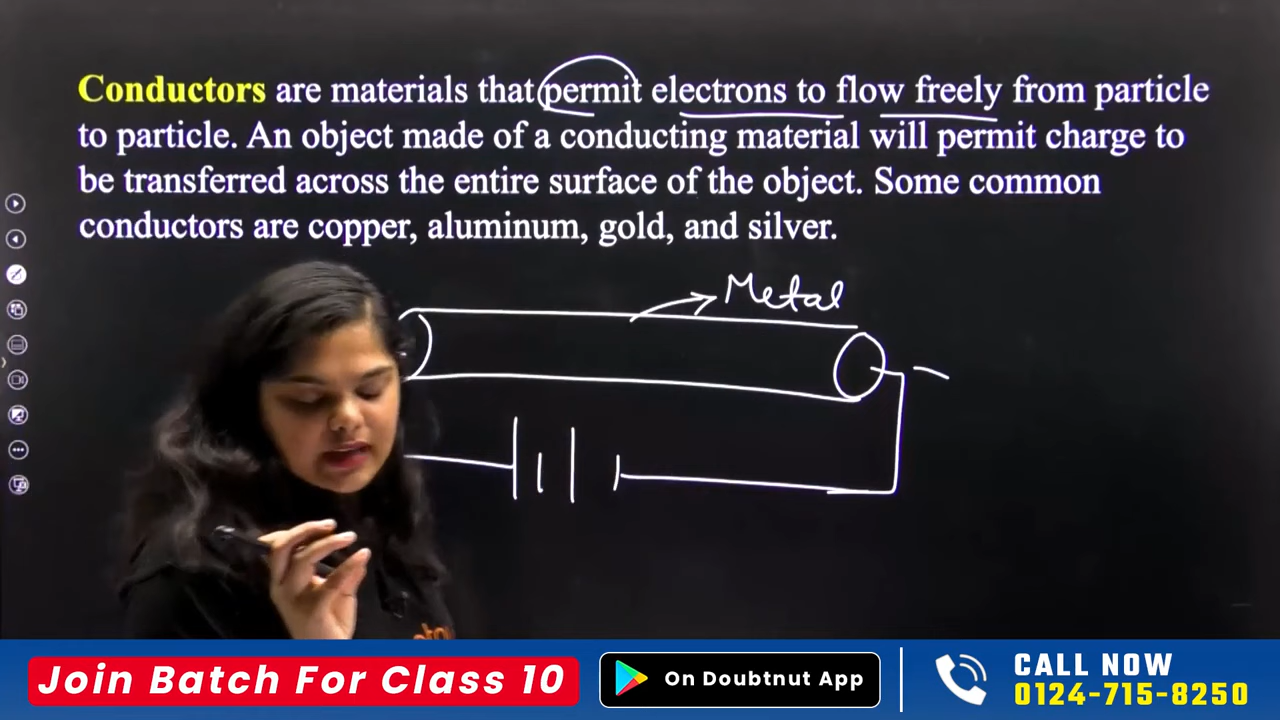 Conductors are materials that permit electrons to flow freely from particle
to particle. An object made of a conducting material will permit charge to
be transferred across the entire surface of the object. Some common
conductors are copper, aluminum, gold, and silver.
Metal
Join Batch For Class 10
On Doubtnut App
CALL NOW
0124-715-8250